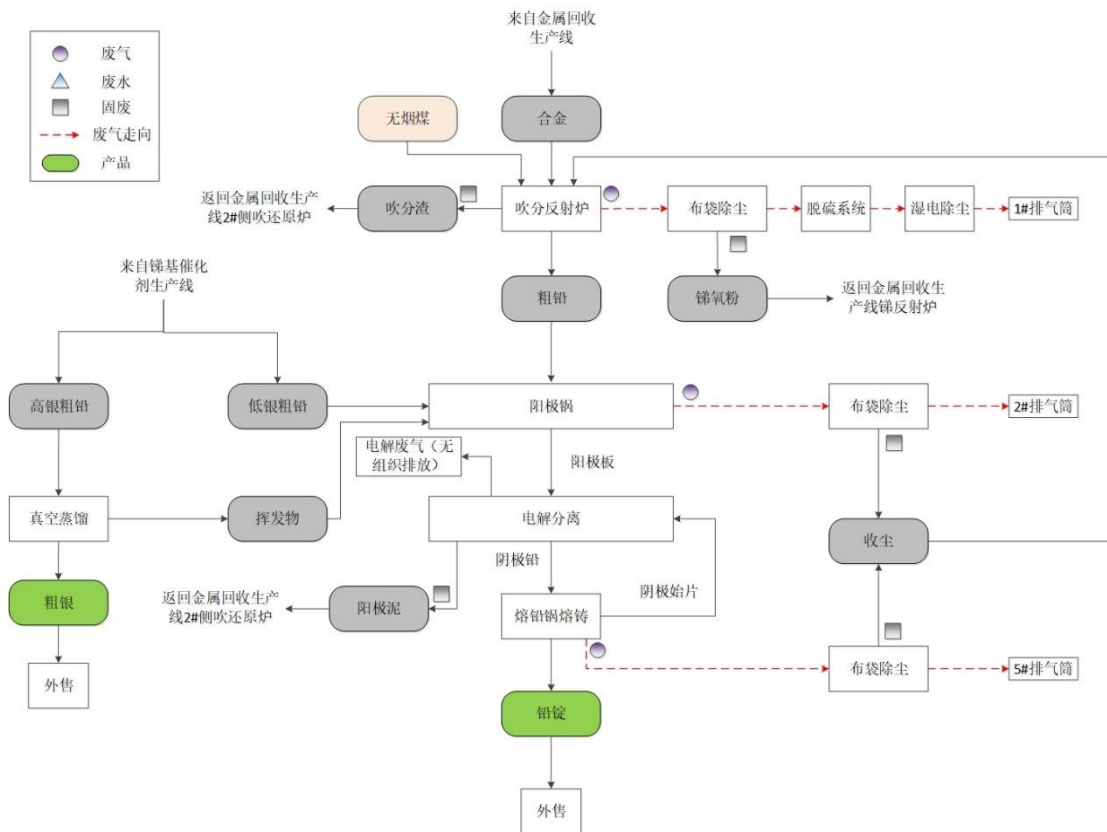 废气
废水
固废
废气走向
产品
来自金属回收
生产线
无烟煤
合金
返回金属回收生产
线2#侧吹还原炉
吹分渣
吹分反射炉
布袋除尘
脱硫系统
湿电除尘
1#排气筒
来自锑基催化
剂生产线
粗铅
锑氧粉
返回金属回收生
产线锑反射炉
高银粗铅
低银粗铅
阳极锅
布袋除尘
2#排气筒
电解废气（无
组织排放）
阳极板
真空蒸馏
挥发物
电解分离
收尘
阴极铅
阴极始片
粗银
返回金属回收生产
线2#侧吹还原炉
阳极泥
熔铅锅熔铸
外售
布袋除尘
5#排气筒
铅锭
外售